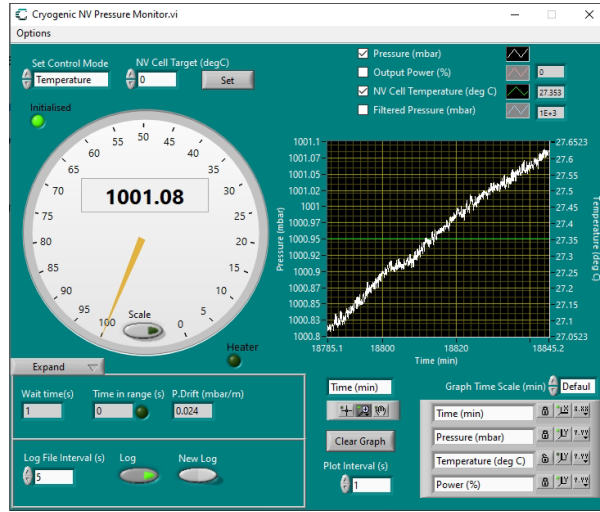 Cryogenic NV Pressure Monitor.vi
Options
Set Control Mode
NV Cell Target (degC)
Temperature
0
Set
Initialised
Pressure (mbar)
Output Power (%)
0
NV Cell Temperature (deg C)
27.353
Filtered Pressure (mbar)
1E+3
1001.08
55
50
45
60
40
65
35
70
30
75
25
80
20
85
15
90
10
95
5
100
0
Scale
Heater
Pressure (mbar)
1001.1
1001.07
1001.05
1001.02
1001
1000.97
1000.95
1000.92
1000.9
1000.87
1000.85
1000.83
1000.8
27.6523
27.6
27.55
27.5
27.45
27.4
27.35
27.3
27.25
27.2
27.15
27.1
27.0523
Temperature (deg C)
18785.1
18800
18820
18845.2
Time (min)
Expand
Wait time(s)
Time in range (s)
P.Drift (mbar/m)
1
0
0.024
Log File Interval (s)
Log
New Log
5
Time (min)
Graph Time Scale (min)
Defaul
Clear Graph
Plot Interval (s)
1
Time (min)
Pressure (mbar)
Temperature (deg C)
Power (%)